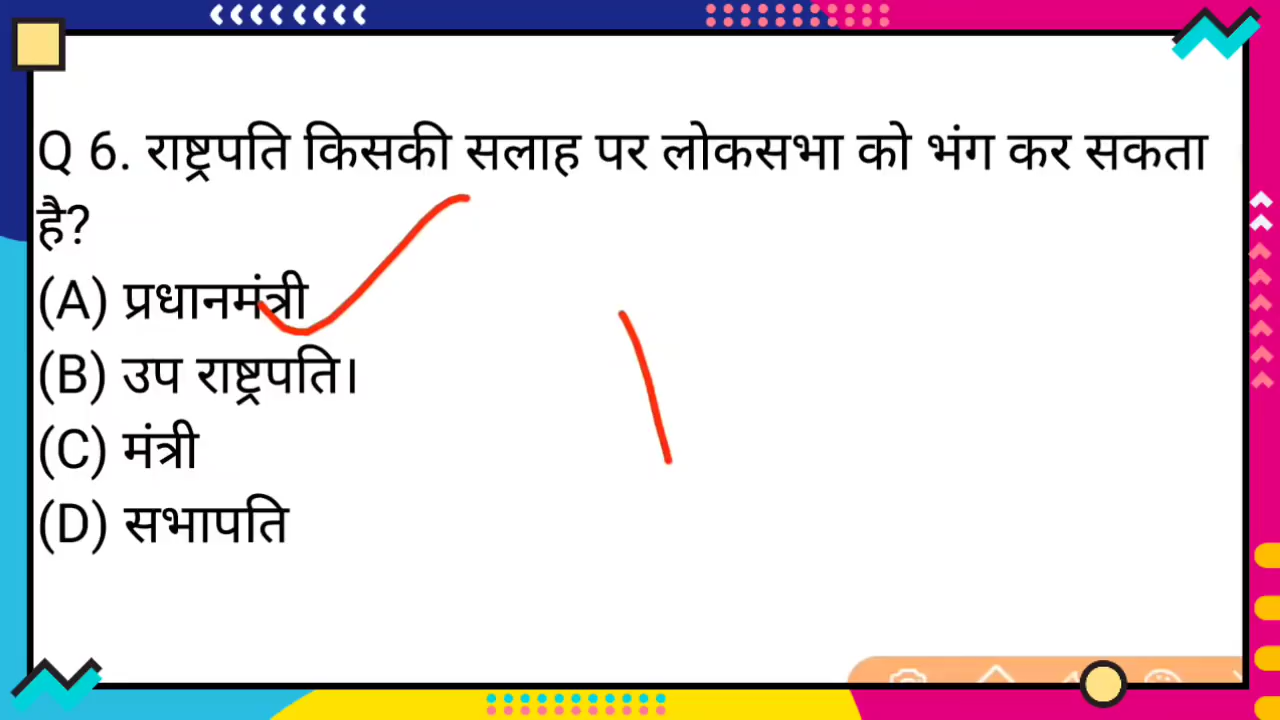 Q 6. राष्ट्रपति किसकी सलाह पर लोकसभा को भंग कर सकता
है?
(A) प्रधानमंत्री
(B) उप राष्ट्रपति।
(C) मंत्री
(D) सभापति